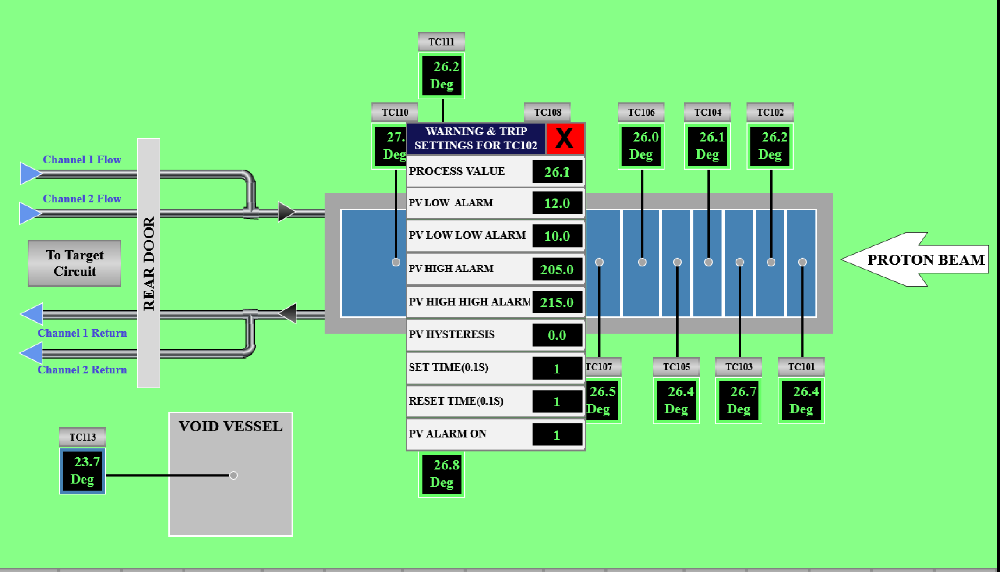 TC111
26.2
Deg
TC110
27.
Deg
TC108
TC106
26.0
Deg
TC104
26.1
Deg
TC102
26.2
Deg
WARNING & TRIP
SETTINGS FOR TC102
X
PROCESS VALUE
PV LOW ALARM 12.0
PV LOW LOW ALARM 10.0
PV HIGH ALARM 205.0
PV HIGH HIGH ALARM 215.0
PV HYSTERESIS 0.0
SET TIME(0.1S) 1
RESET TIME(0.1S) 1
PV ALARM ON 1
Channel 1 Flow
Channel 2 Flow
To Target
Circuit
REAR DOOR
Channel 1 Return
Channel 2 Return
PROTON BEAM
TC107
26.5
Deg
TC105
26.4
Deg
TC103
26.7
Deg
TC101
26.4
Deg
VOID VESSEL
TC113
23.7
Deg
26.8
Deg